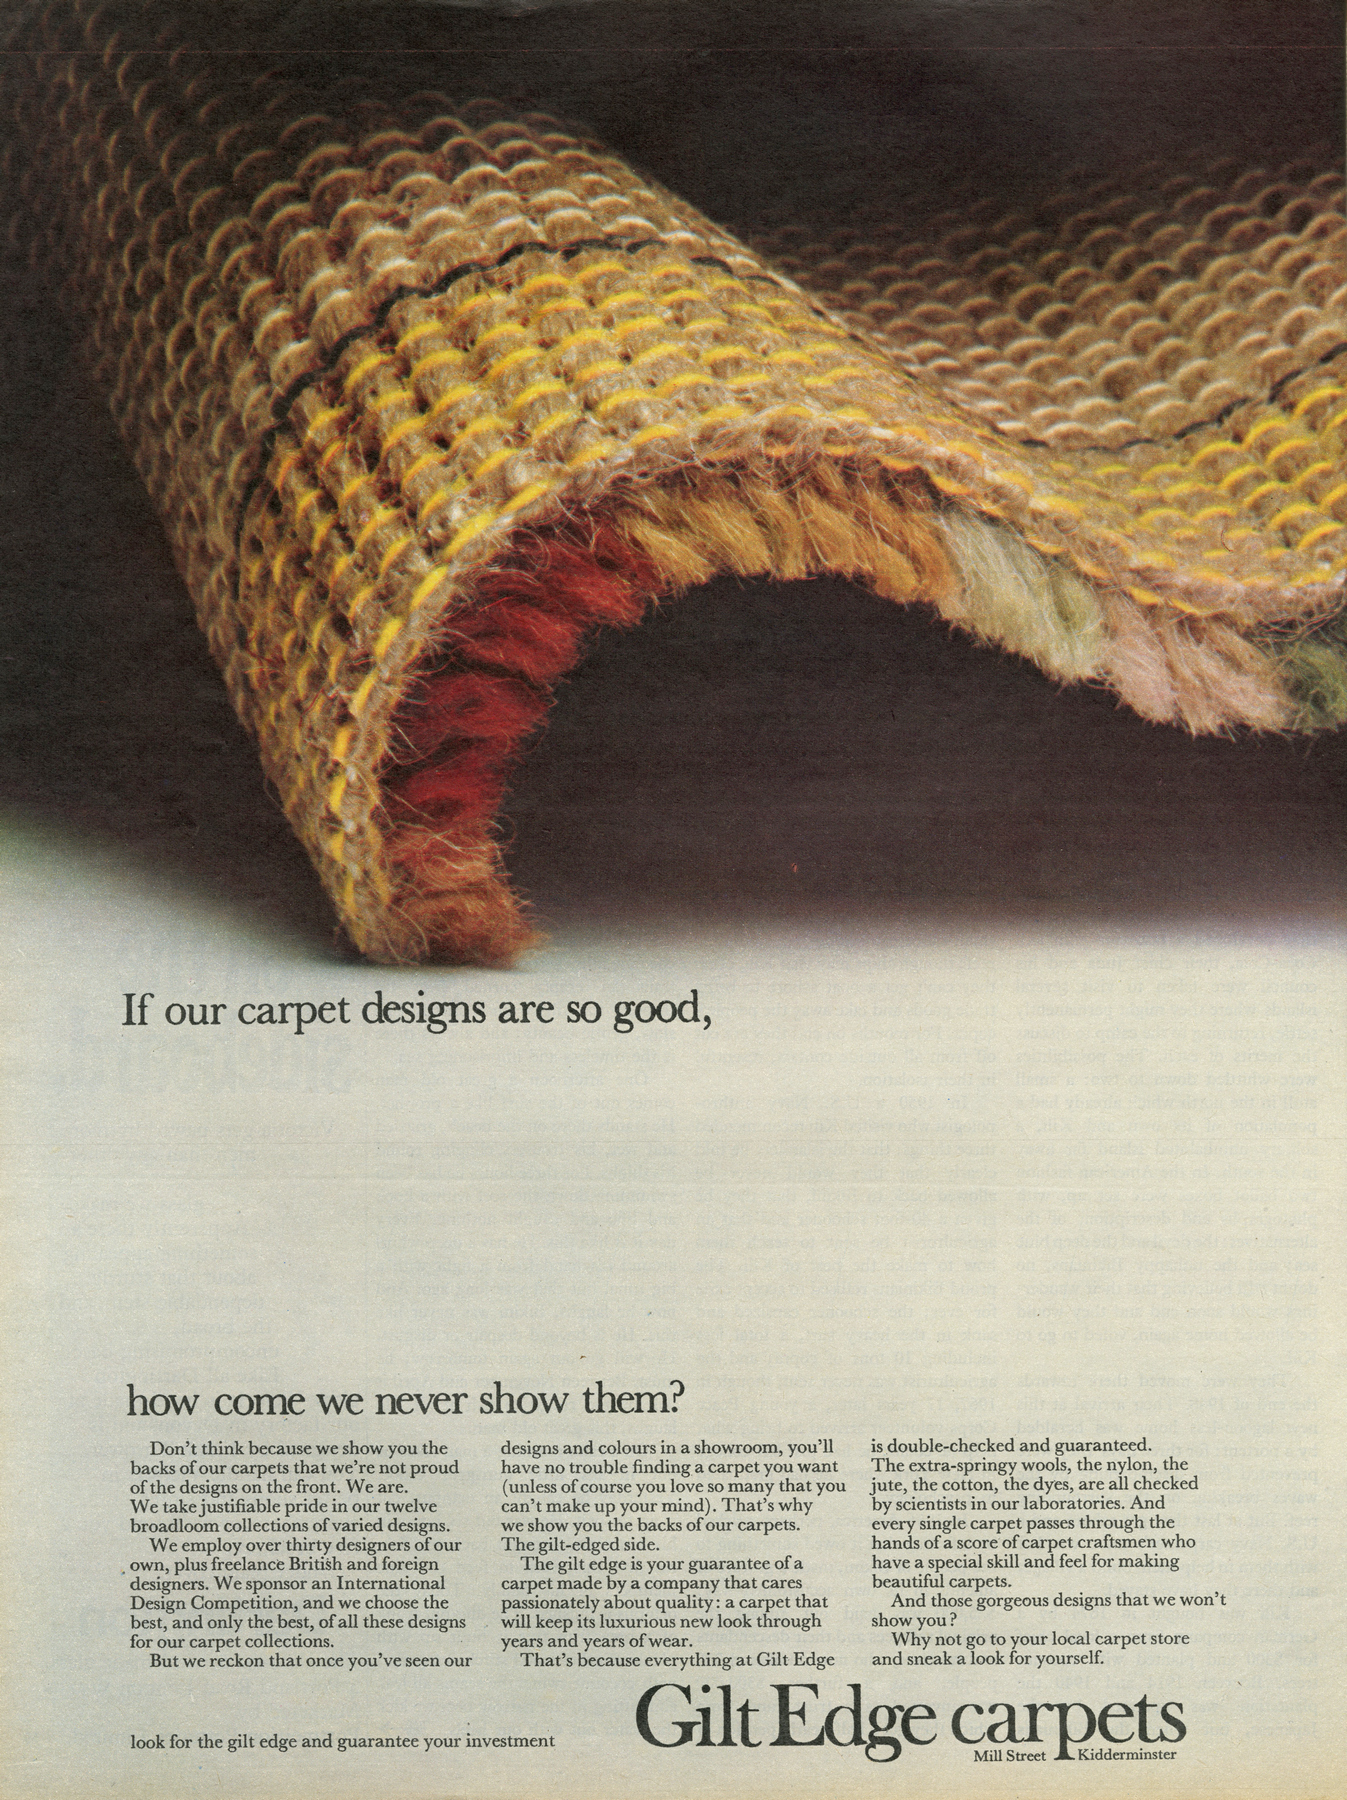 If our carpet designs are so good,
how come we never show them?
Don't think because we show you the
backs of our carpets that we're not proud
of the designs on the front. We are.
We take justifiable pride in our twelve
broadloom collections of varied designs.
We employ over thirty designers of our
own, plus freelance British and foreign
designers. We sponsor an International
Design Competition, and we choose the
best, and only the best, of all these designs
for our carpet collections.
But we reckon that once you've seen our
designs and colours in a showroom, you'll
have no trouble finding a carpet you want
(unless of course you love so many that you
can't make up your mind). That's why
we show you the backs of our carpets.
The gilt-edged side.
The gilt edge is your guarantee of a
carpet made by a company that cares
passionately about quality: a carpet that
will keep its luxurious new look through
years and years of wear.
That's because everything at Gilt Edge
is double-checked and guaranteed.
The extra-springy wools, the nylon, the
jute, the cotton, the dyes, are all checked
by scientists in our laboratories. And
every single carpet passes through the
hands of a score of carpet craftsmen who
have a special skill and feel for making
beautiful carpets.
And those gorgeous designs that we won't
show you?
Why not go to your local carpet store
and sneak a look for yourself.
look for the gilt edge and guarantee your investment
Gilt Edge carpets
Mill Street Kidderminster